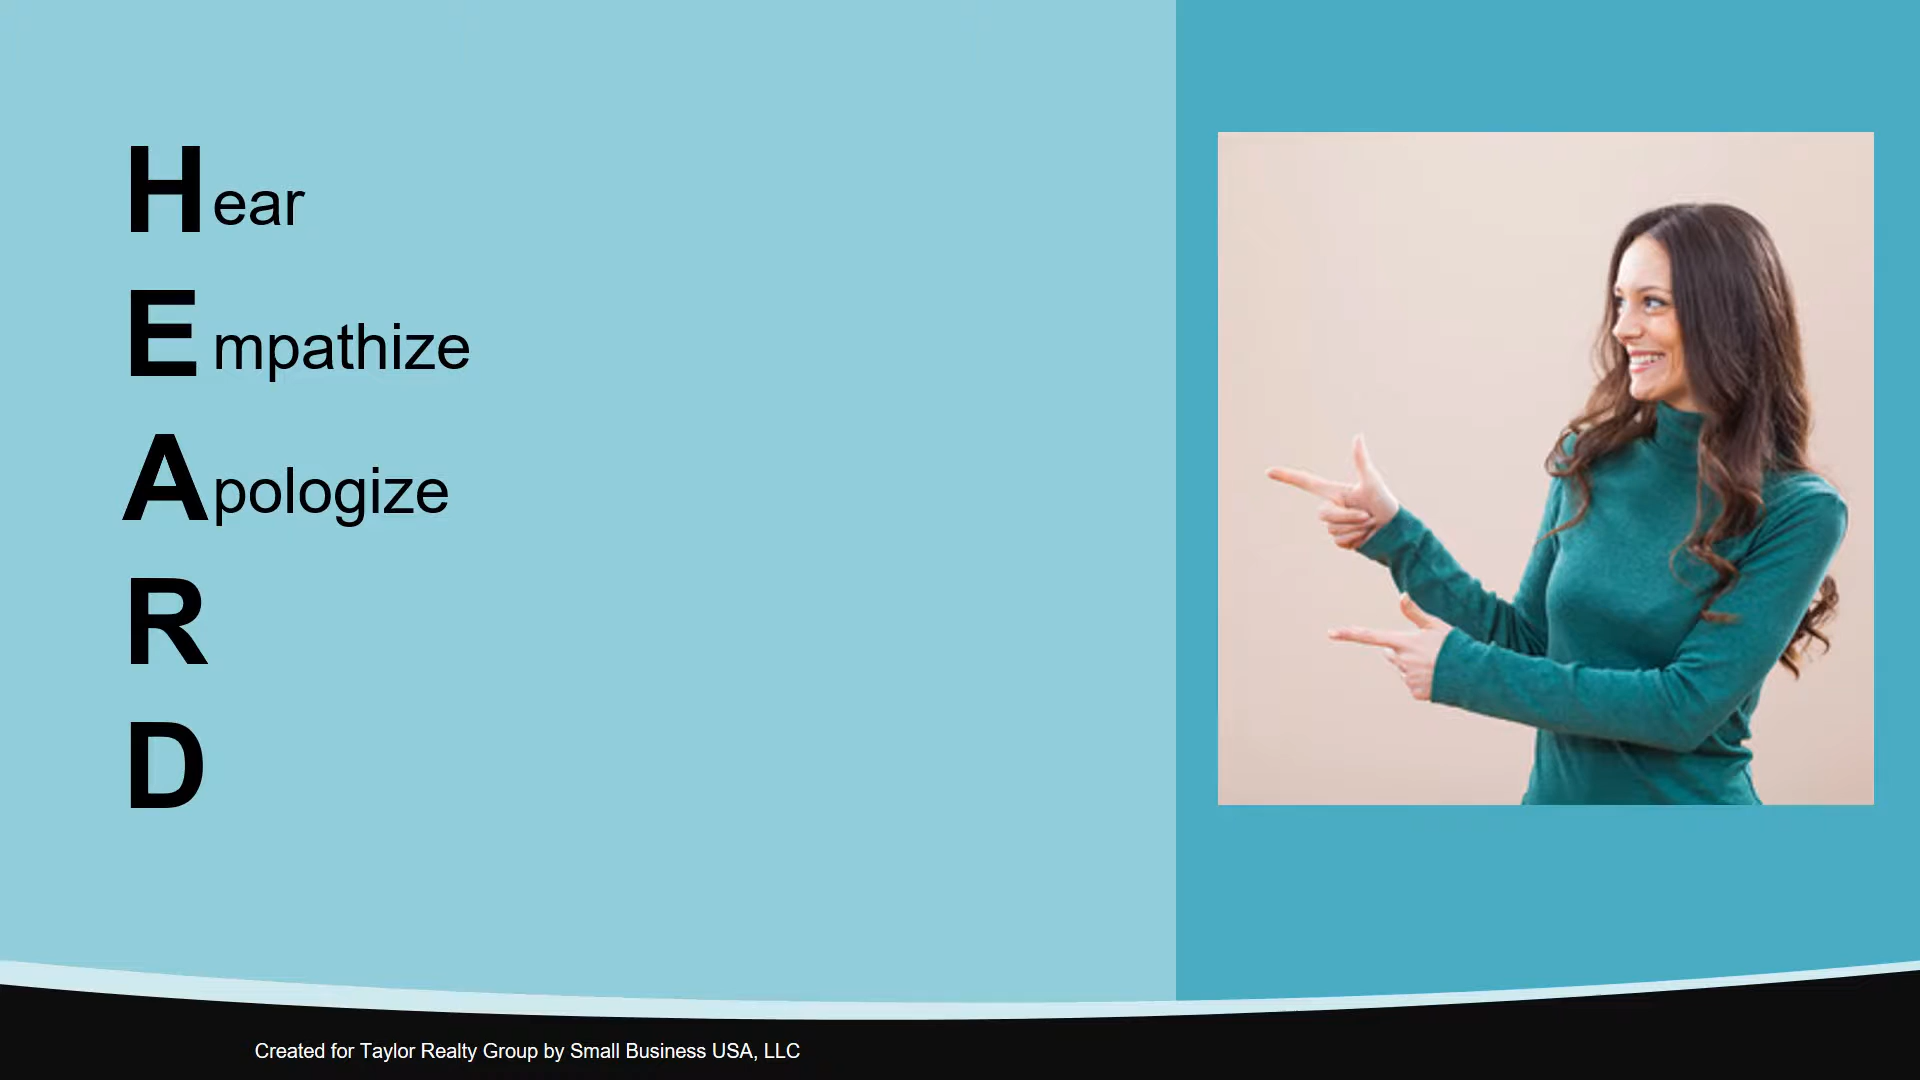 Hear
Empathize
Apologize
R
D
Created for Taylor Realty Group by Small Business USA, LLC